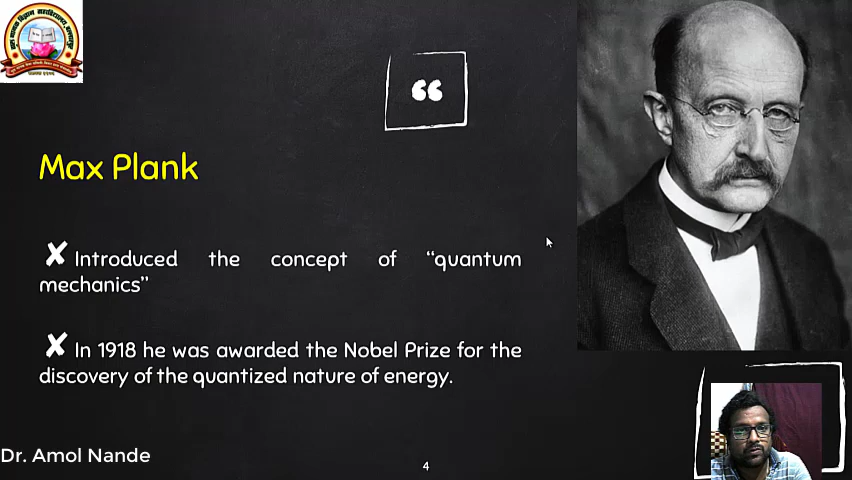 “
Max Plank
✘ Introduced the concept of “quantum
mechanics”
✘ In 1918 he was awarded the Nobel Prize for the
discovery of the quantized nature of energy.
Dr. Amol Nande
4